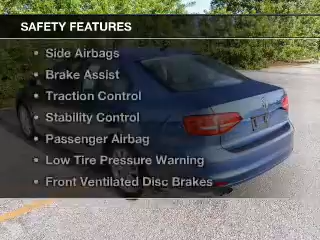 SAFETY FEATURES
• Side Airbags
• Brake Assist
• Traction Control
• Stability Control
• Passenger Airbag
• Low Tire Pressure Warning
• Front Ventilated Disc Brakes